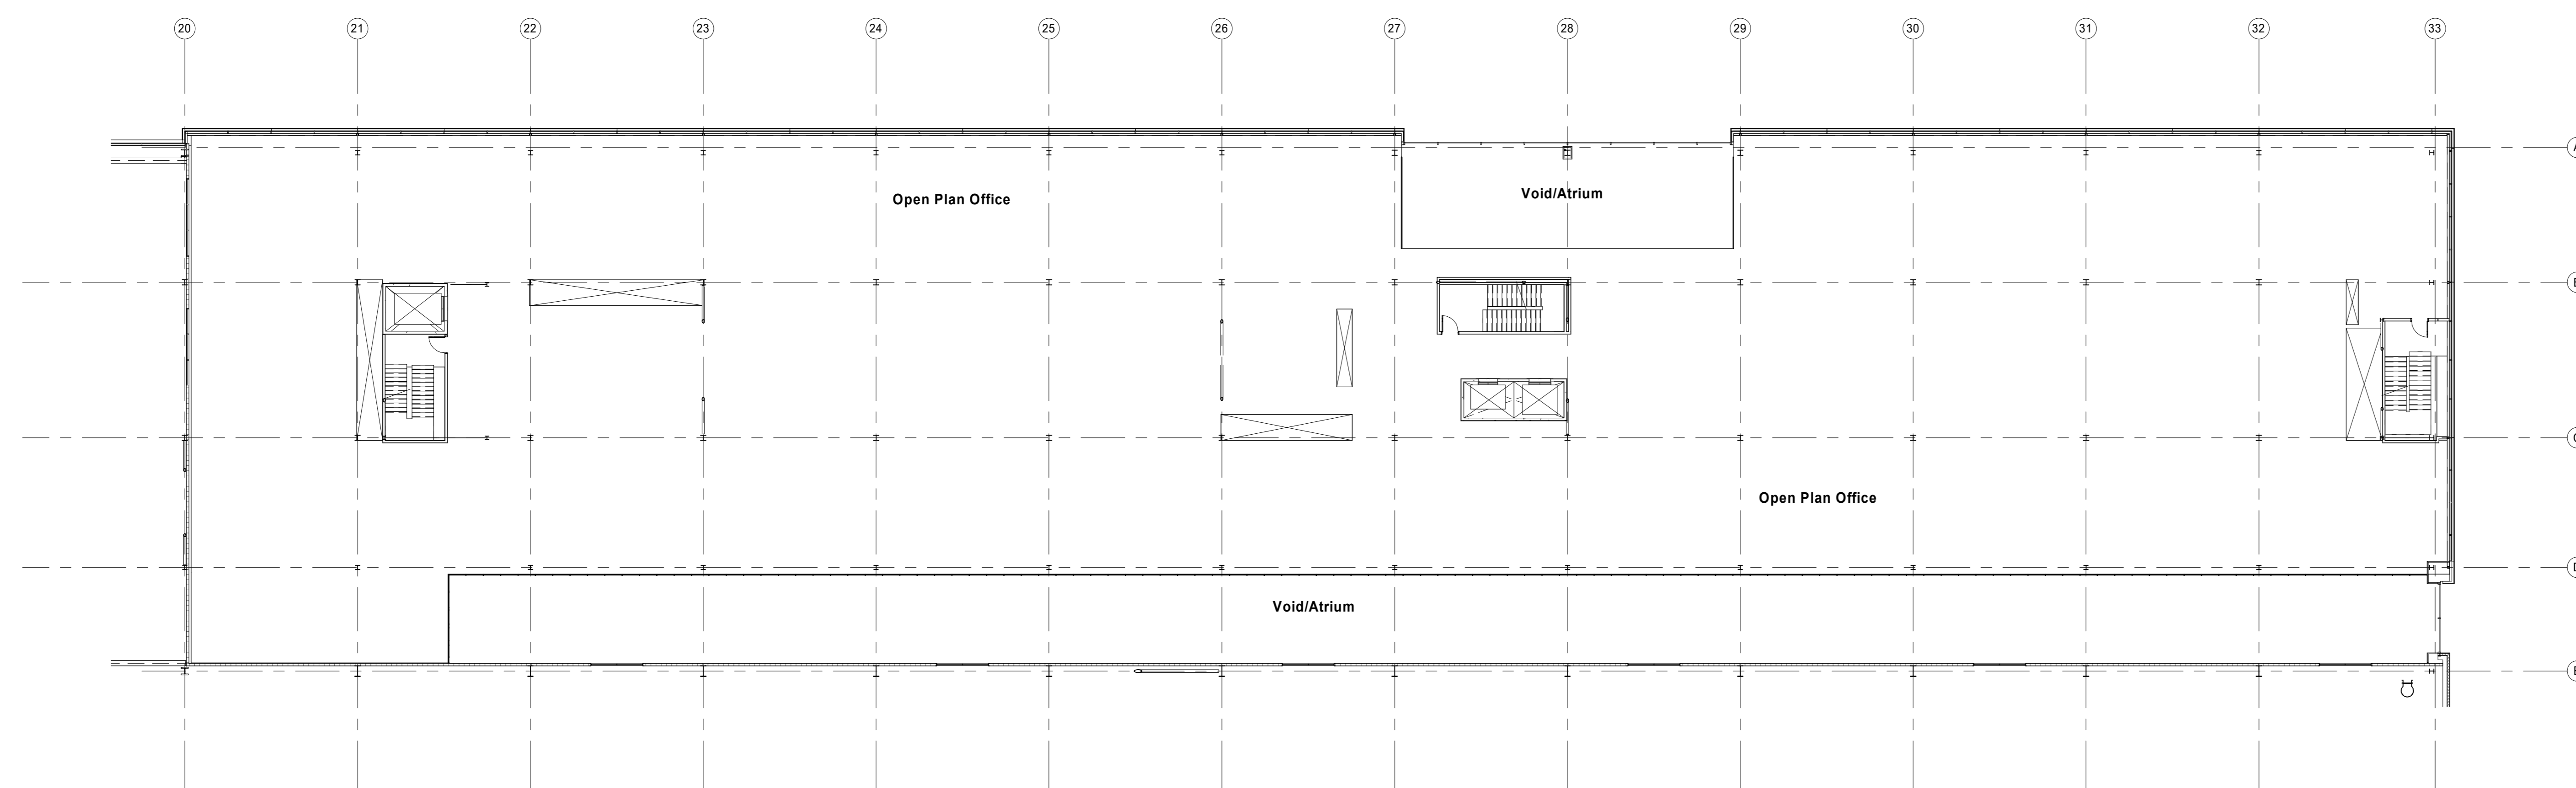 20 21 22 23 24 25 26 27 28 29 30 31 32 33
Void/Atrium
Open Plan Office
Open Plan Office
Void/Atrium